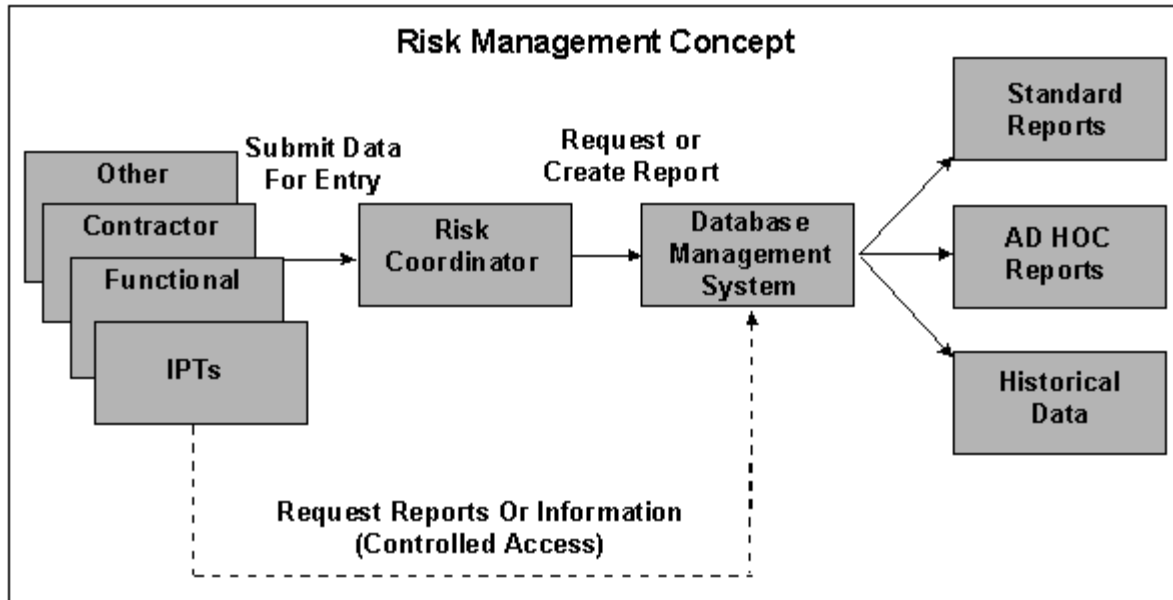 Risk Management Concept
Other
Contractor
Functional
IPTs
Submit Data
For Entry
Risk
Coordinator
Request or
Create Report
Database
Management
System
Standard
Reports
AD HOC
Reports
Historical
Data
Request Reports Or Information
(Controlled Access)